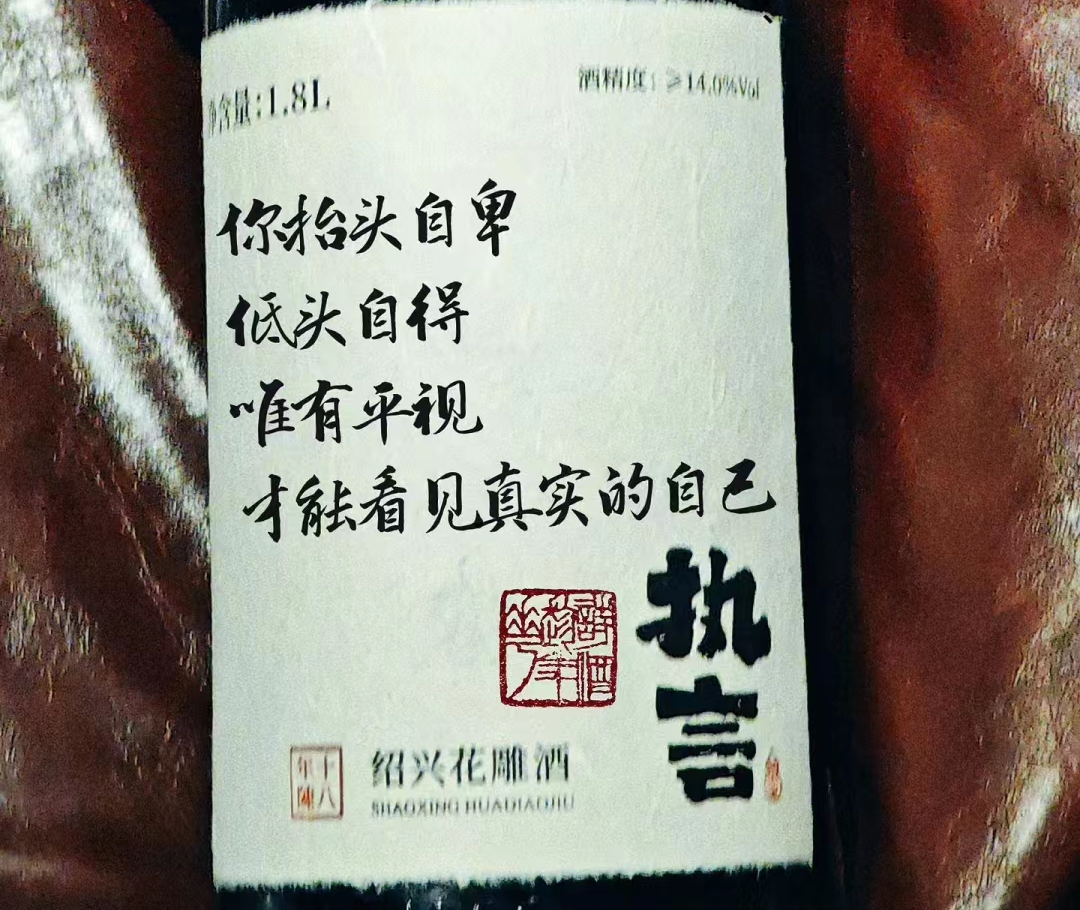 净含量:1.8L
酒精度:≥14.0%Vol
你抬头自卑
低头自得
唯有平视
才能看见真实的自己
执言
十八年陳
绍兴花雕酒
SHAOXING HUADIAOJIU